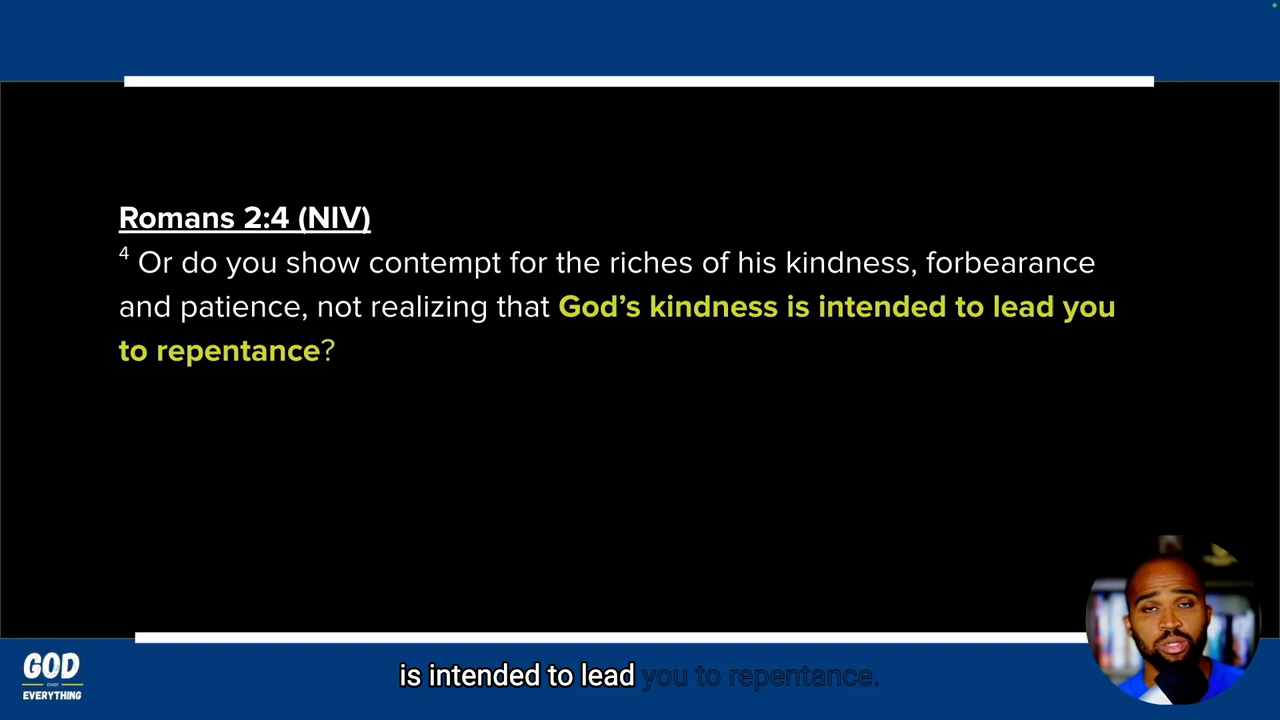 Romans 2:4 (NIV)
4 Or do you show contempt for the riches of his kindness, forbearance
and patience, not realizing that God’s kindness is intended to lead you
to repentance?
GOD
over
EVERYTHING
is intended to lead you to repentance.